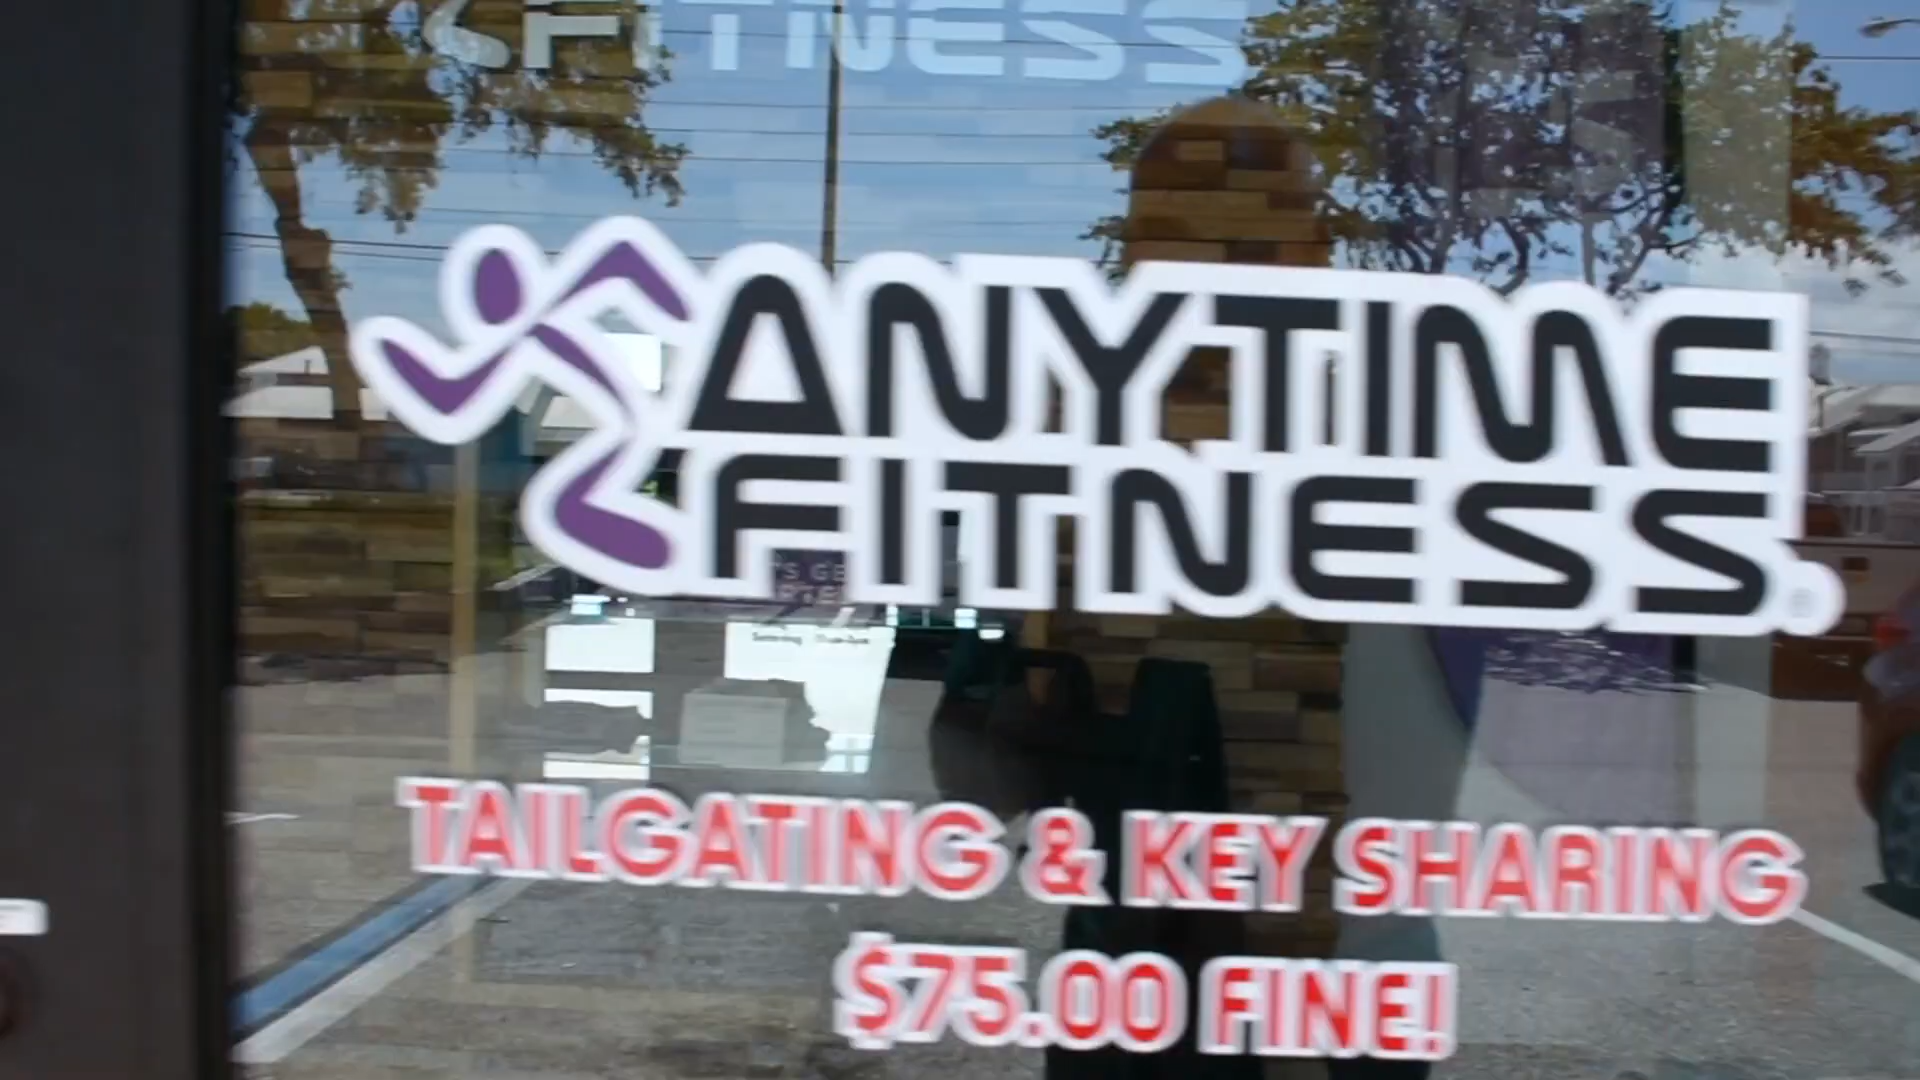 FITNESS
ANYTIME
FITNESS
TAILGATING & KEY SHARING
$75.00 FINE!